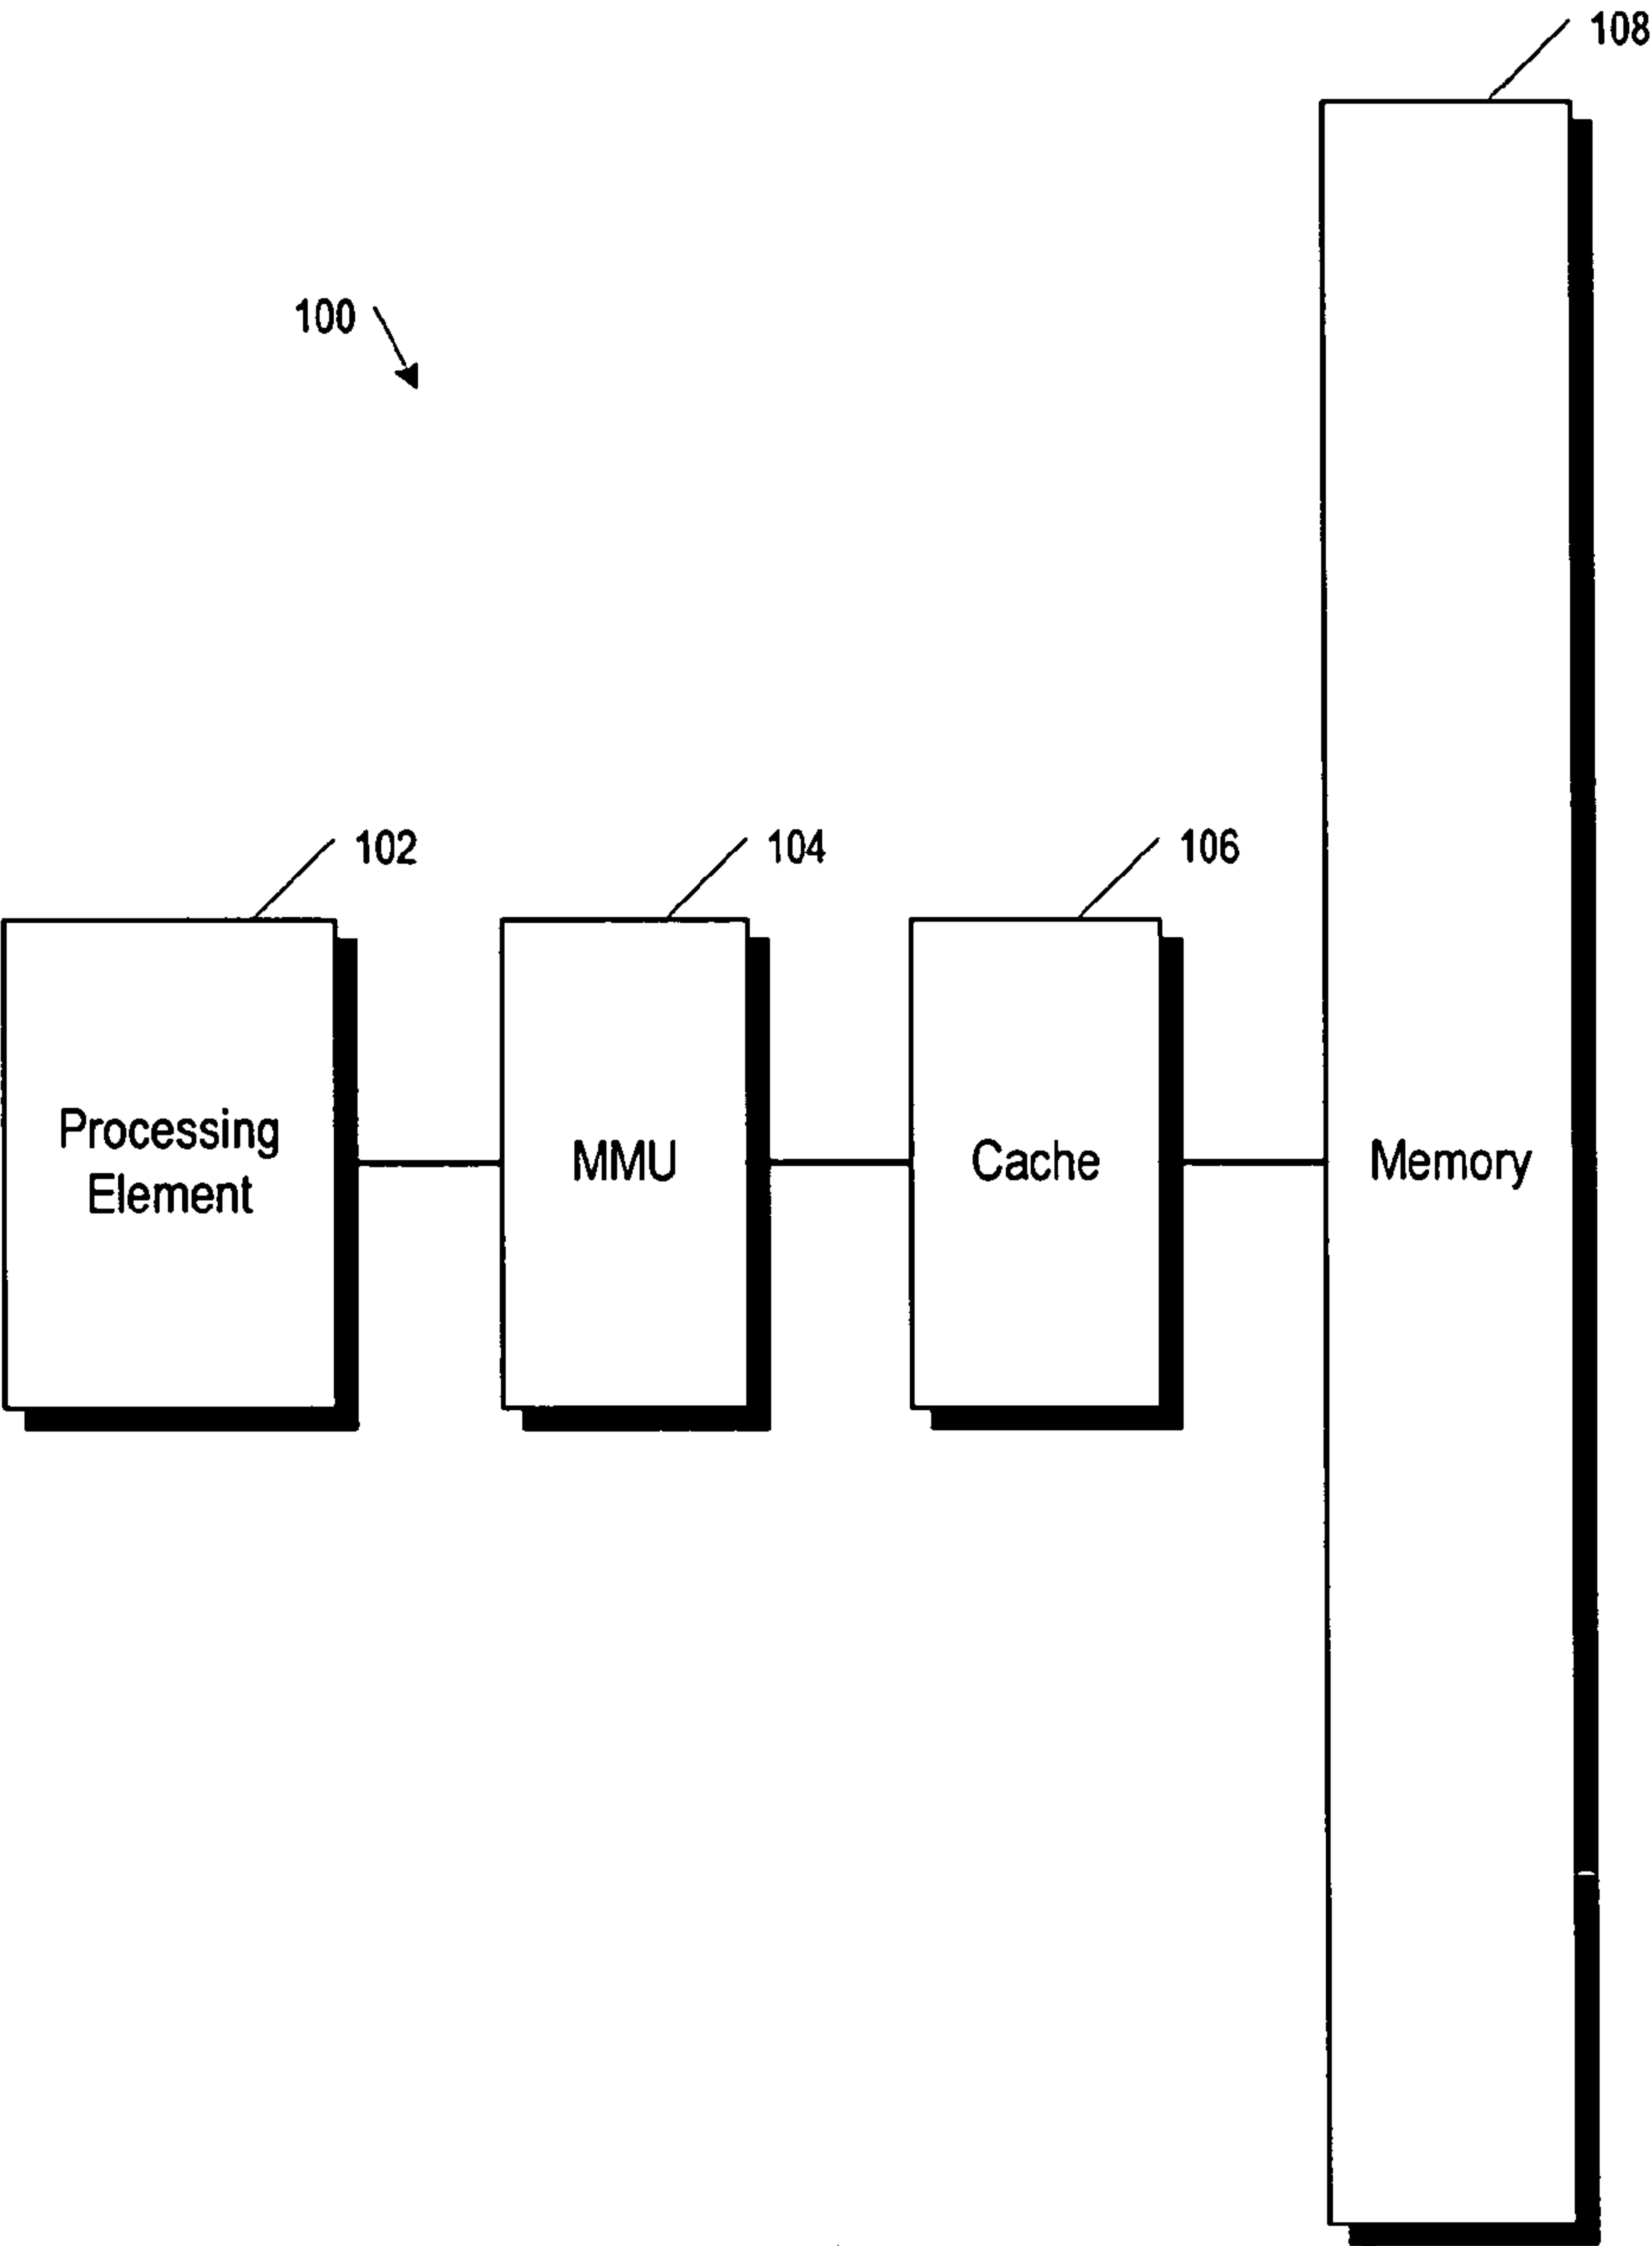 108
100
102
104
106
Processing
Element
MMU
Cache
Memory